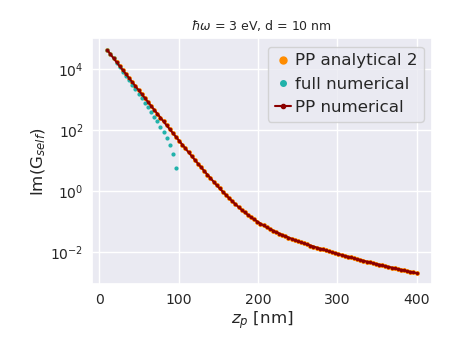 ℏω = 3 eV, d = 10 nm
PP analytical 2
full numerical
PP numerical
Im(G_self)
10^4
10^2
10^0
10^-2
0 100 200 300 400
z_p [nm]